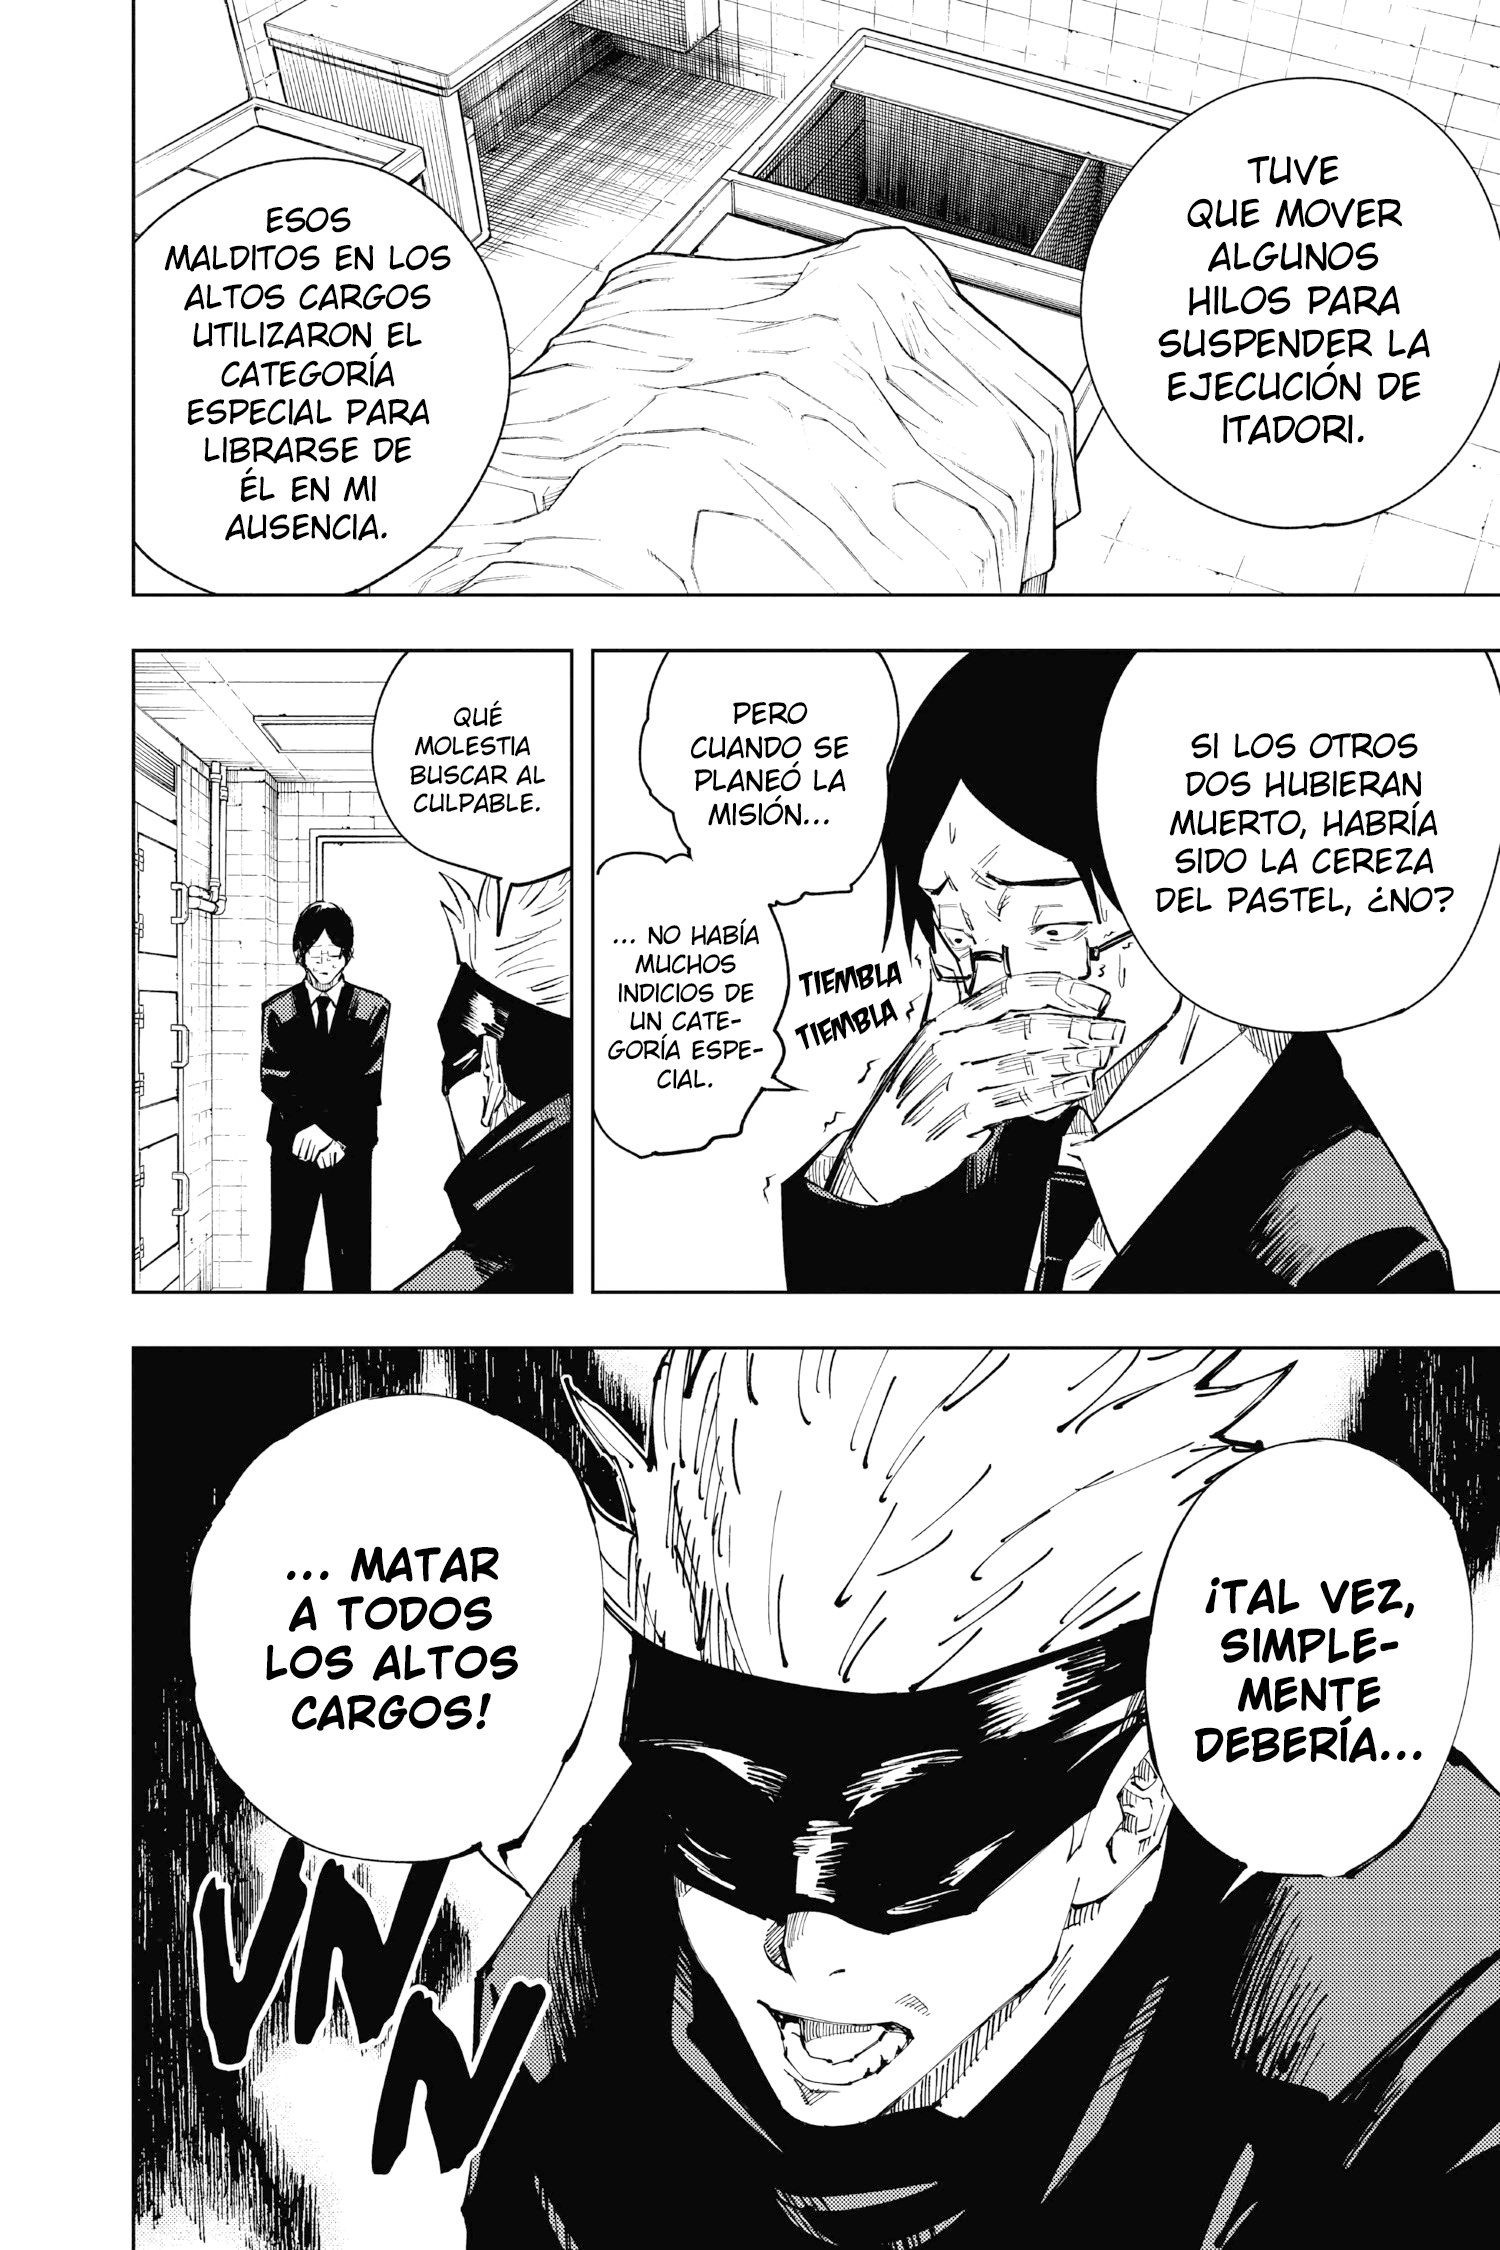 TUVE
QUE MOVER
ALGUNOS
HILOS PARA
SUSPENDER LA
EJECUCIÓN DE
ITADORI.
ESOS
MALDITOS EN LOS
ALTOS CARGOS
UTILIZARON EL
CATEGORÍA
ESPECIAL PARA
LIBRARSE DE
ÉL EN MI
AUSENCIA.
SI LOS OTROS
DOS HUBIERAN
MUERTO, HABRÍA
SIDO LA CEREZA
DEL PASTEL, ¿NO?
PERO
CUANDO SE
PLANEÓ LA
MISIÓN...
... NO HABÍA
MUCHOS
INDICIOS DE
UN CATE-
GORÍA ESPE-
CIAL.
TIEMBLA
TIEMBLA
QUÉ
MOLESTIA
BUSCAR AL
CULPABLE.
¡TAL VEZ,
SIMPLE-
MENTE
DEBERÍA...
... MATAR
A TODOS
LOS ALTOS
CARGOS!
UNNNN